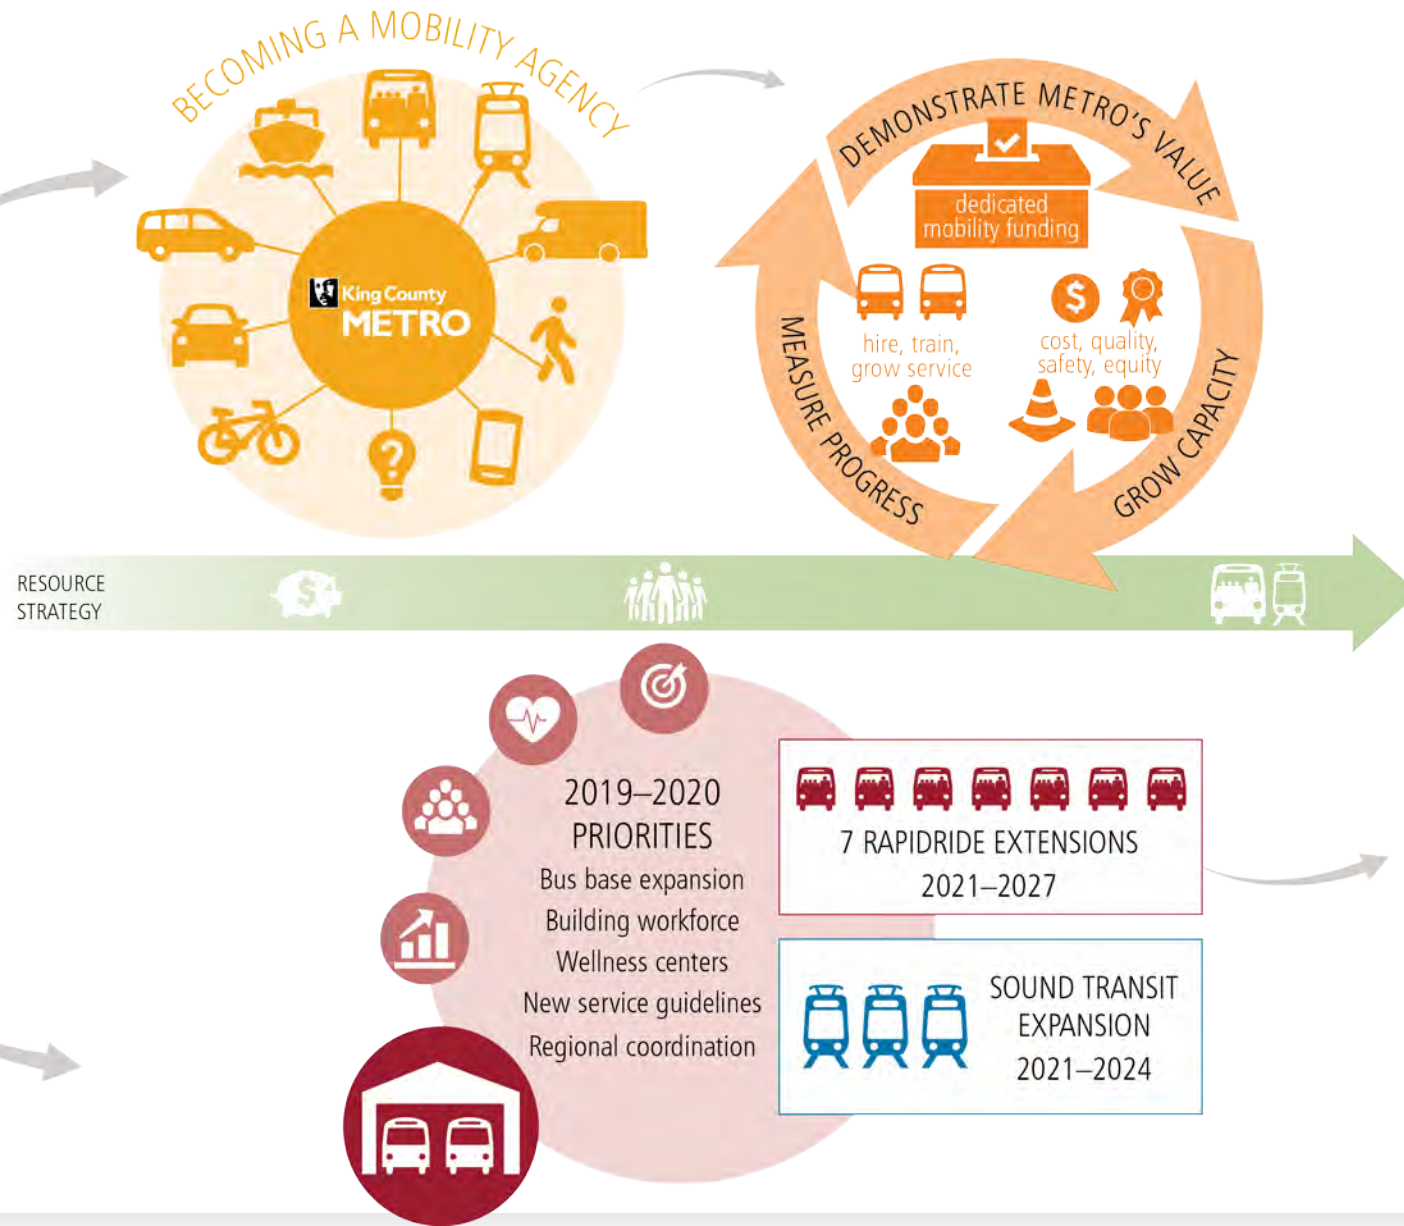 BECOMING A MOBILITY AGENCY
King County
METRO
DEMONSTRATE METRO'S VALUE
dedicated
mobility funding
hire, train,
grow service
cost, quality,
safety, equity
GROW CAPACITY
MEASURE PROGRESS
RESOURCE
STRATEGY
2019–2020
PRIORITIES
Bus base expansion
Building workforce
Wellness centers
New service guidelines
Regional coordination
7 RAPIDRIDE EXTENSIONS
2021–2027
SOUND TRANSIT
EXPANSION
2021–2024